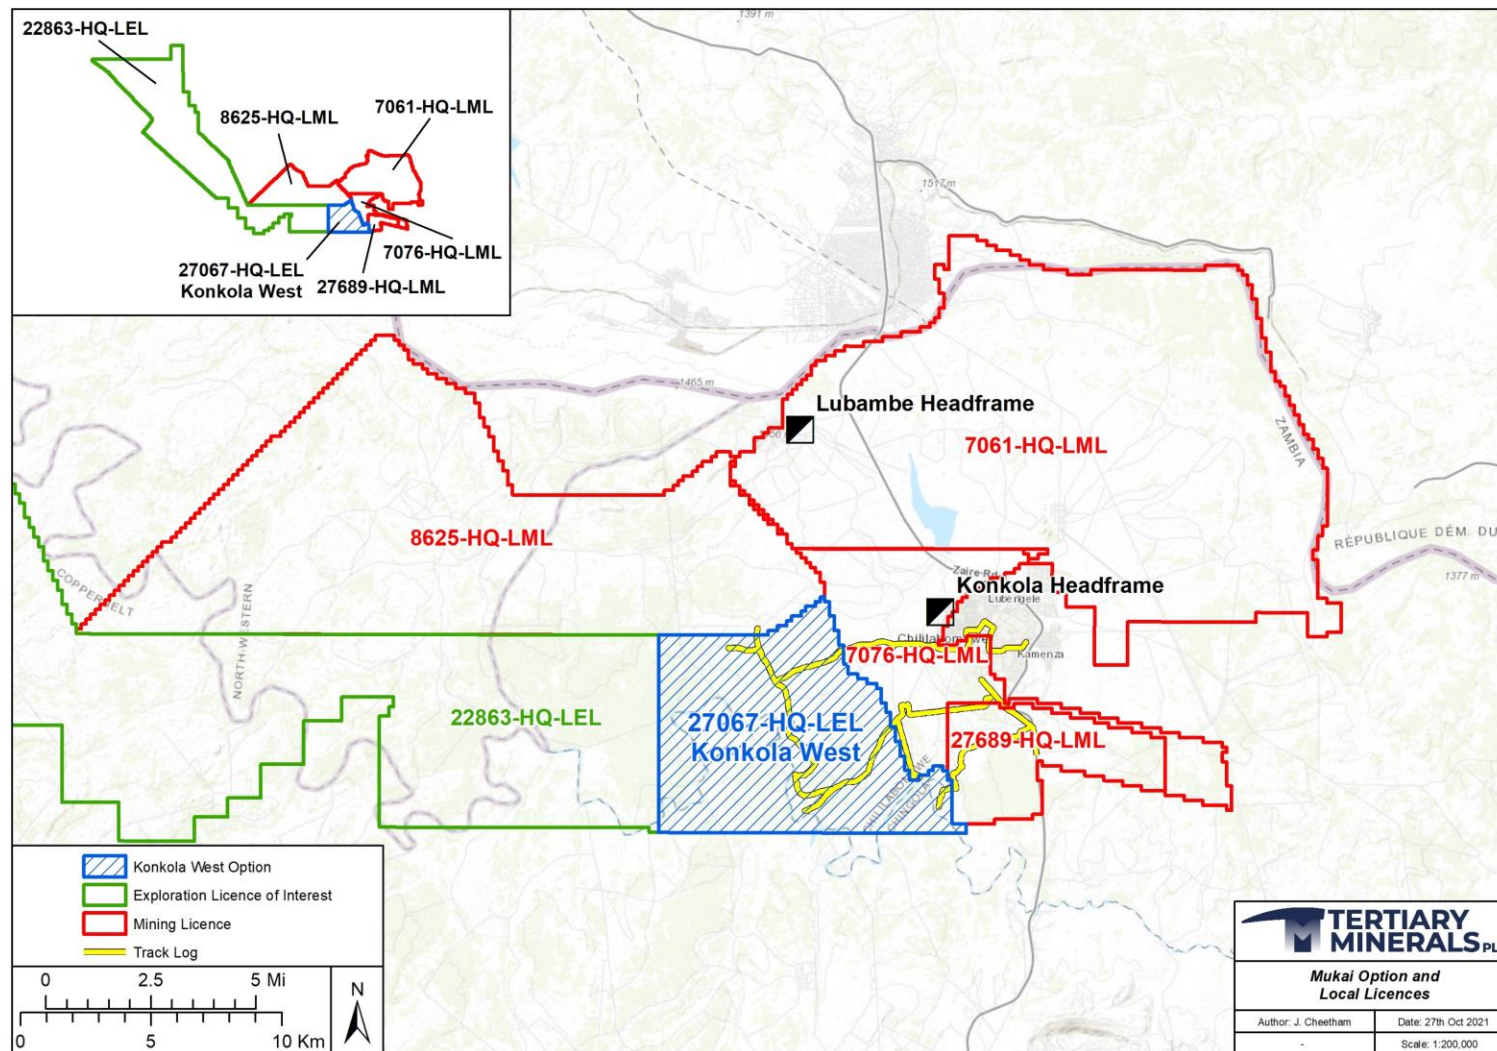 22863-HQ-LEL
8625-HQ-LML
7061-HQ-LML
7076-HQ-LML
27067-HQ-LEL
Konkola West
27689-HQ-LML
1391 m
1517 m
1465 m
Lubambe Headframe
7061-HQ-LML
ZAMBIA
RÉPUBLIQUE DÉM. DU
1377 m
8625-HQ-LML
COPPERBELT
NORTH-WESTERN
Zaire Rd
Konkola Headframe
Lubengele
Kamenza
7076-HQ-LML
22863-HQ-LEL
27067-HQ-LEL
Konkola West
27689-HQ-LML
CHINGOLA
Konkola West Option
Exploration Licence of Interest
Mining Licence
Track Log
0 2.5 5 Mi
0 5 10 Km
N
TERTIARY
MINERALS
Mukai Option and
Local Licences
Author: J. Cheetham
Date: 27th Oct 2021
-
Scale: 1:200,000